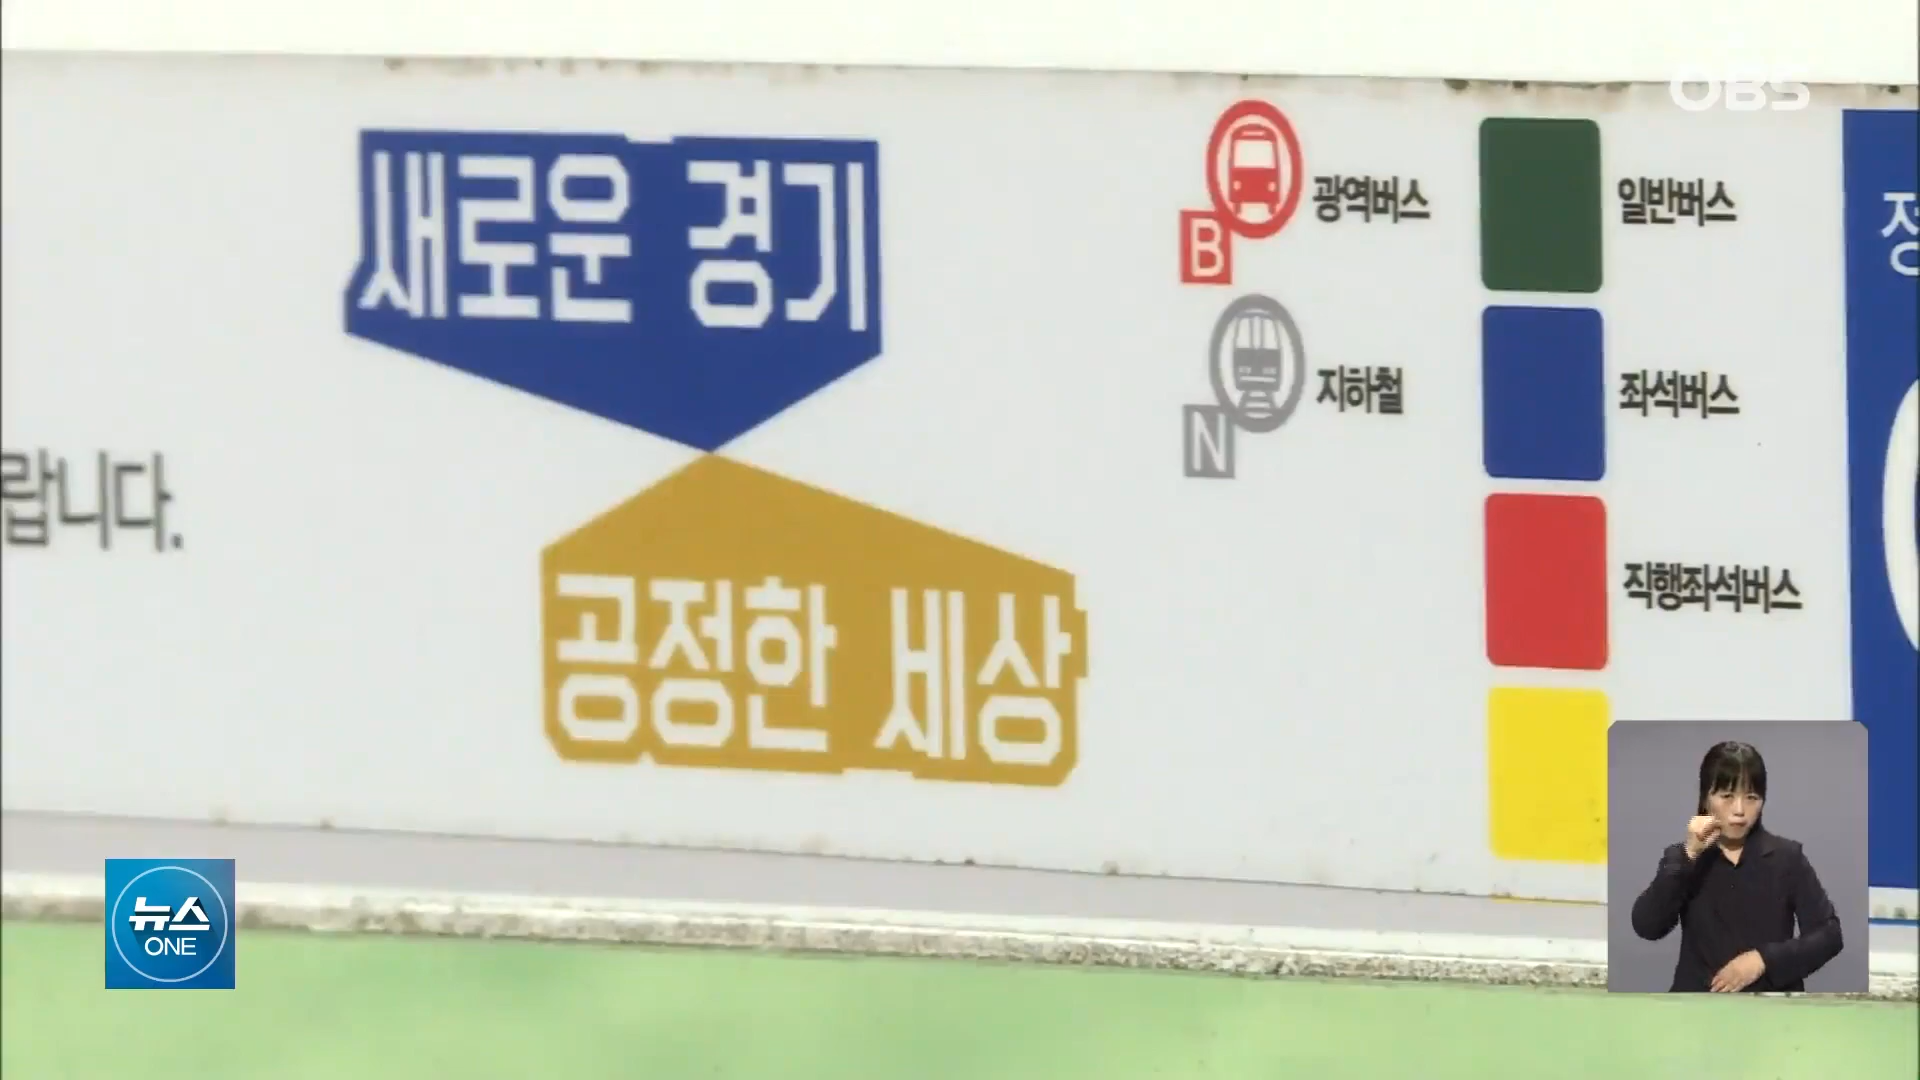 OBS
새로운 경기
공정한 세상
랍니다.
B
광역버스
N
지하철
일반버스
좌석버스
직행좌석버스
정
뉴스
ONE